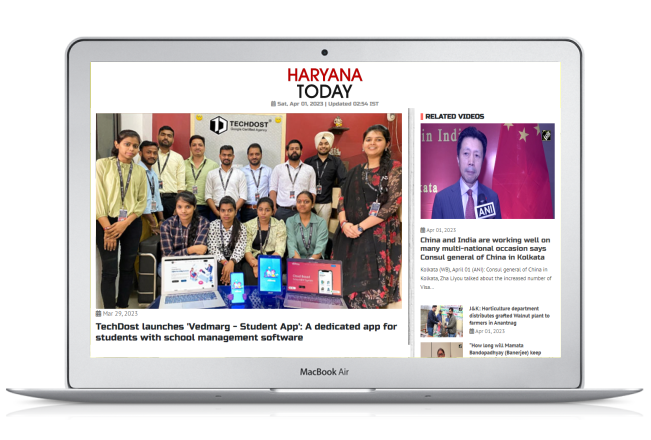 HARYANA
TODAY
Sat, Apr 01, 2023 | Updated 02:54 IST
TECHDOST
Google Certified Agency
Mar 29, 2023
TechDost launches 'Vedmarg - Student App': A dedicated app for
students with school management software
RELATED VIDEOS
in India
kata
ANI
Apr 01, 2023
China and India are working well on
many multi-national occasion says
Consul general of China in Kolkata
Kolkata (WB), April 01 (ANI): Consul general of China in
Kolkata, Zha Liyou talked about the increased number of
Visa...
J&K: Horticulture department
distributes grafted Walnut plant to
farmers in Anantnag
Apr 01, 2023
"How long will Mamata
Bandopadhyay (Banerjee) keep
MacBook Air